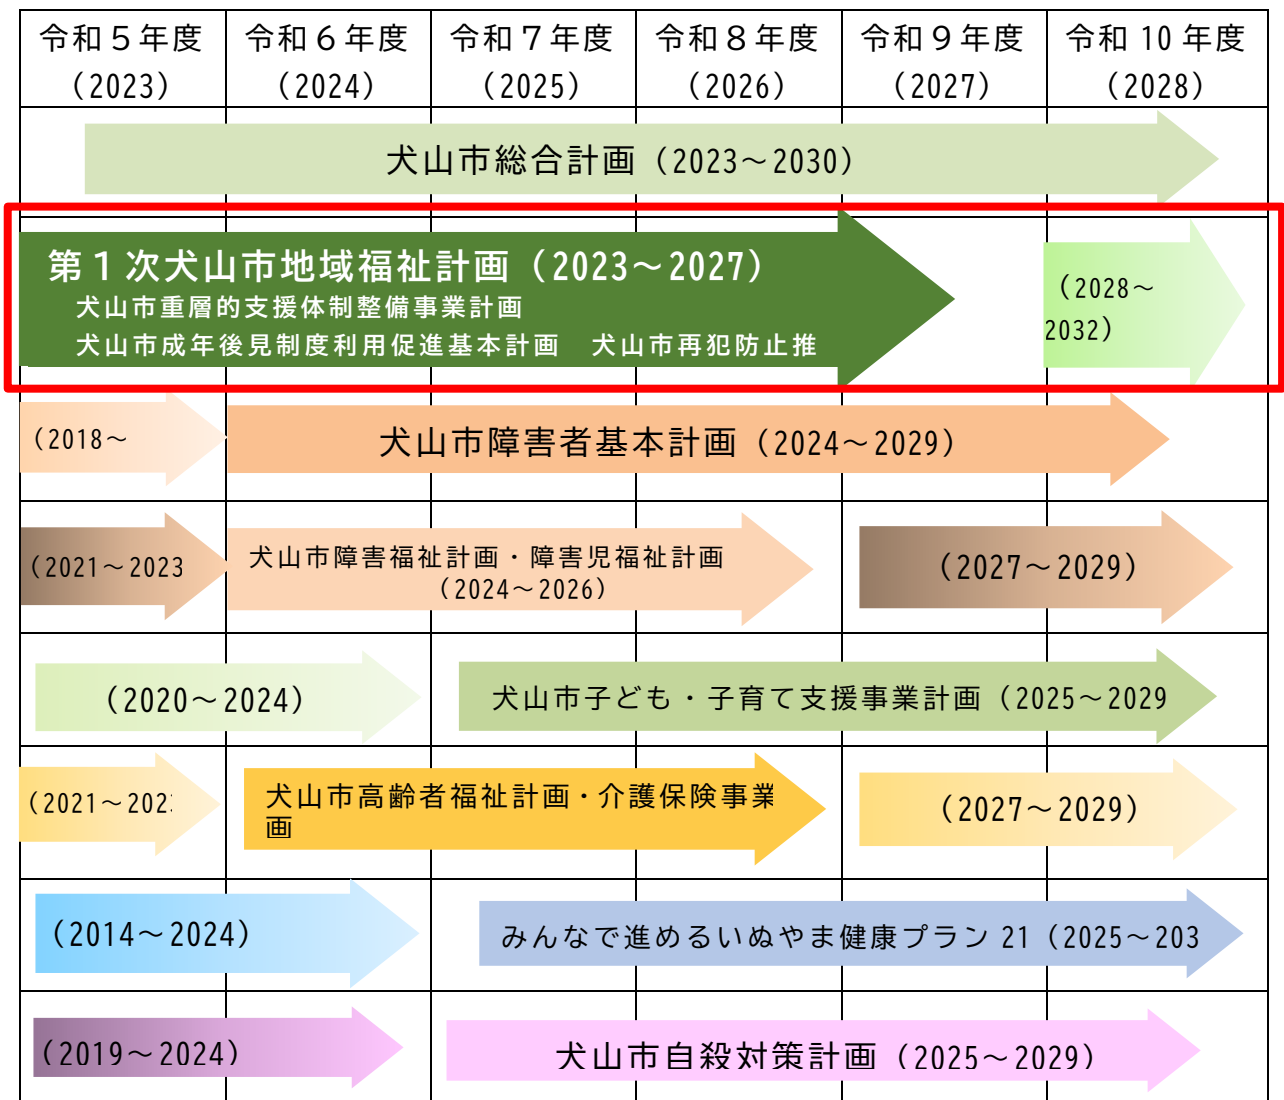 令和５年度 令和６年度 令和７年度 令和８年度 令和９年度 令和 10 年度
（2023） （2024） （2025） （2026） （2027） （2028）
犬山市総合計画（2023～2030）
第１次犬山市地域福祉計画（2023～2027）
犬山市重層的支援体制整備事業計画
犬山市成年後見制度利用促進基本計画　犬山市再犯防止推
（2028～
2032）
（2018～
犬山市障害者基本計画（2024～2029）
（2021～2023
犬山市障害福祉計画・障害児福祉計画
（2024～2026）
（2027～2029）
（2020～2024）
犬山市子ども・子育て支援事業計画（2025～2029
（2021～202
犬山市高齢者福祉計画・介護保険事業
画
（2027～2029）
（2014～2024）
みんなで進めるいぬやま健康プラン 21（2025～203
（2019～2024）
犬山市自殺対策計画（2025～2029）